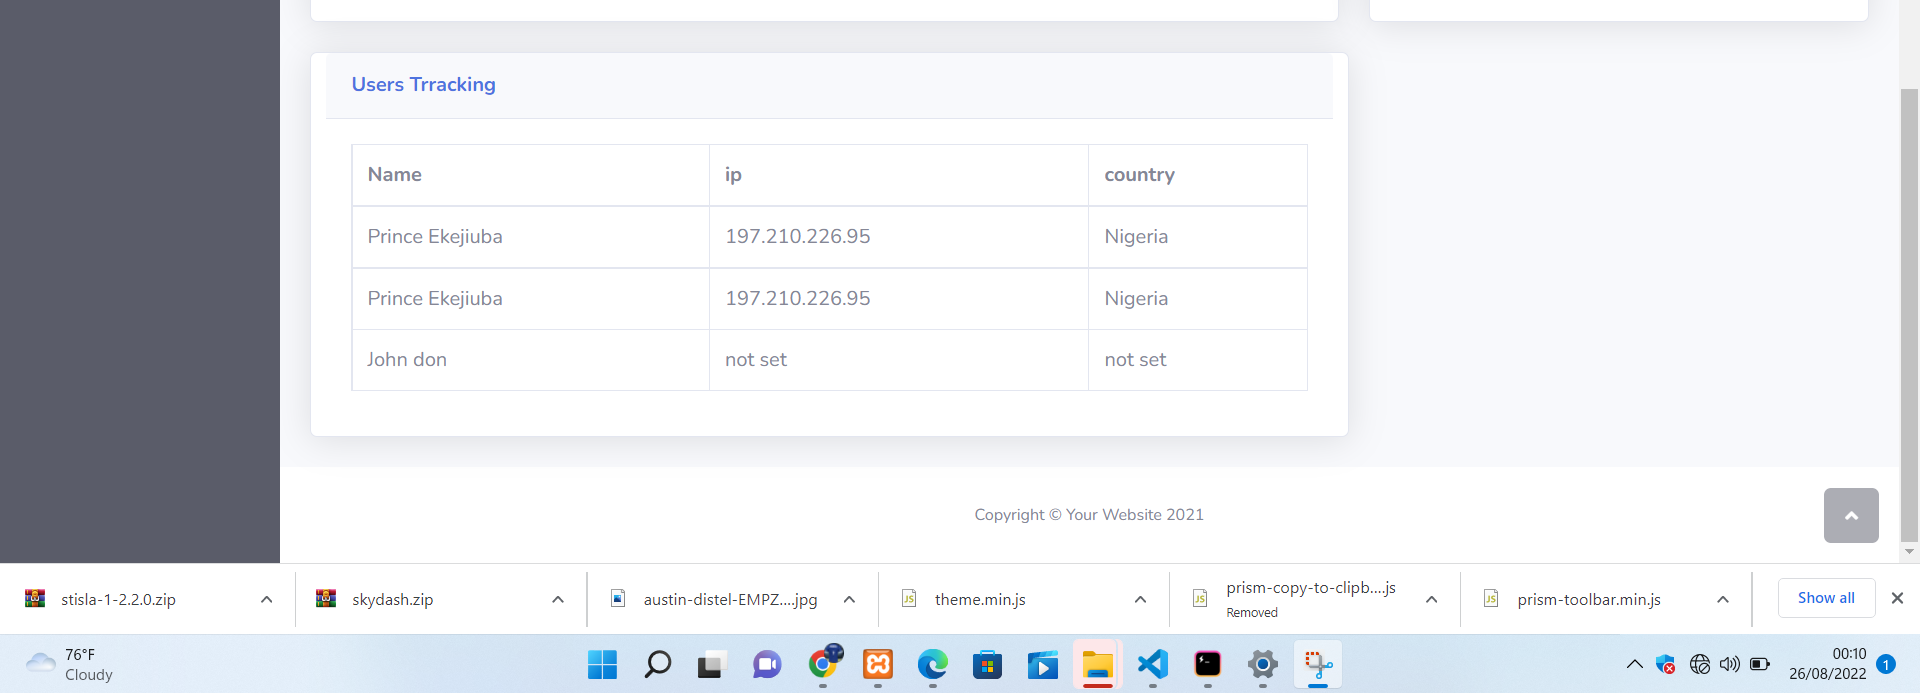 Users Trracking
Name ip country
Prince Ekejiuba 197.210.226.95 Nigeria
Prince Ekejiuba 197.210.226.95 Nigeria
John don not set not set
Copyright © Your Website 2021
stisla-1-2.2.0.zip
skydash.zip
austin-distel-EMPZ....jpg
theme.min.js
prism-copy-to-clipb....js
Removed
prism-toolbar.min.js
Show all
76°F
Cloudy
00:10
26/08/2022
1